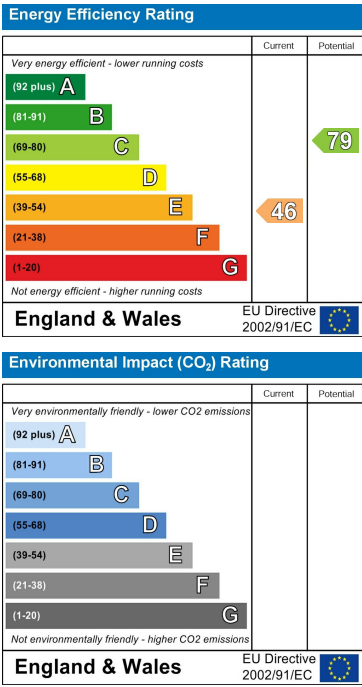 Energy Efficiency Rating
Current Potential
Very energy efficient - lower running costs
(92 plus) A
(81-91) B
(69-80) C
79
(55-68) D
(39-54) E
46
(21-38) F
(1-20) G
Not energy efficient - higher running costs
England & Wales
EU Directive
2002/91/EC
Environmental Impact (CO₂) Rating
Current Potential
Very environmentally friendly - lower CO2 emissions
(92 plus) A
(81-91) B
(69-80) C
(55-68) D
(39-54) E
(21-38) F
(1-20) G
Not environmentally friendly - higher CO2 emissions
England & Wales
EU Directive
2002/91/EC